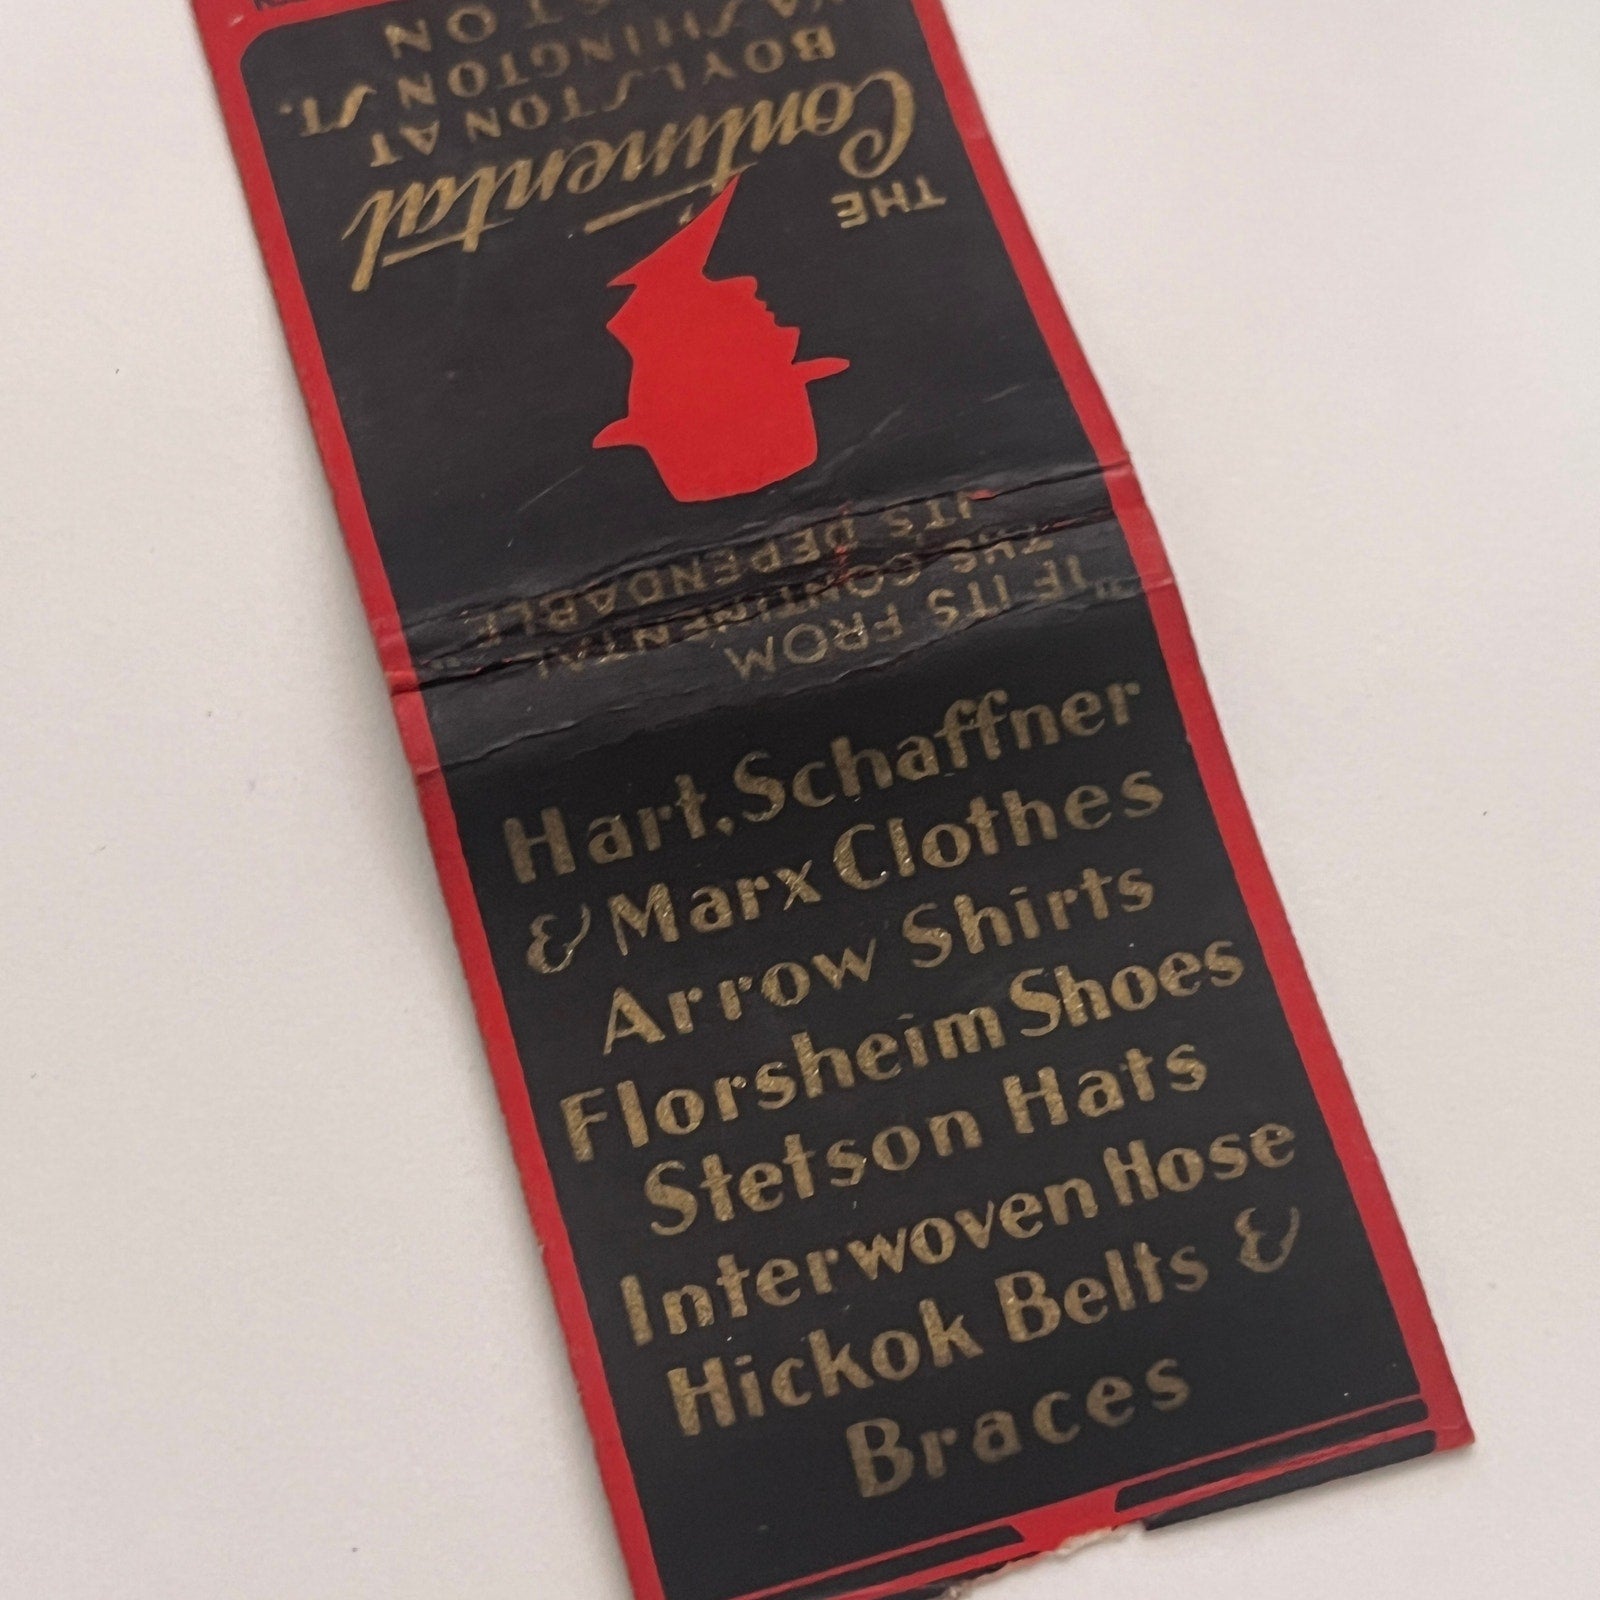 THE
Continental
BOYLSTON AT
WASHINGTON ST.
"IF ITS FROM
THE CONTINENTAL
ITS DEPENDABLE"
Hart, Schaffner
& Marx Clothes
Arrow Shirts
Florsheim Shoes
Stetson Hats
Interwoven Hose
Hickok Belts &
Braces